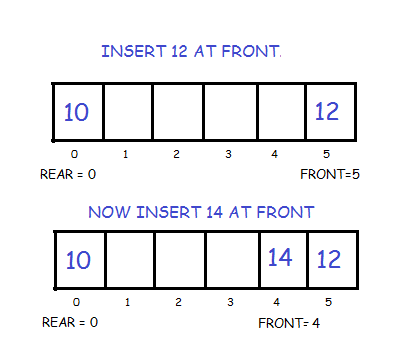 INSERT 12 AT FRONT.
10 12
0 1 2 3 4 5
REAR = 0 FRONT=5
NOW INSERT 14 AT FRONT
10 14 12
0 1 2 3 4 5
REAR = 0 FRONT= 4